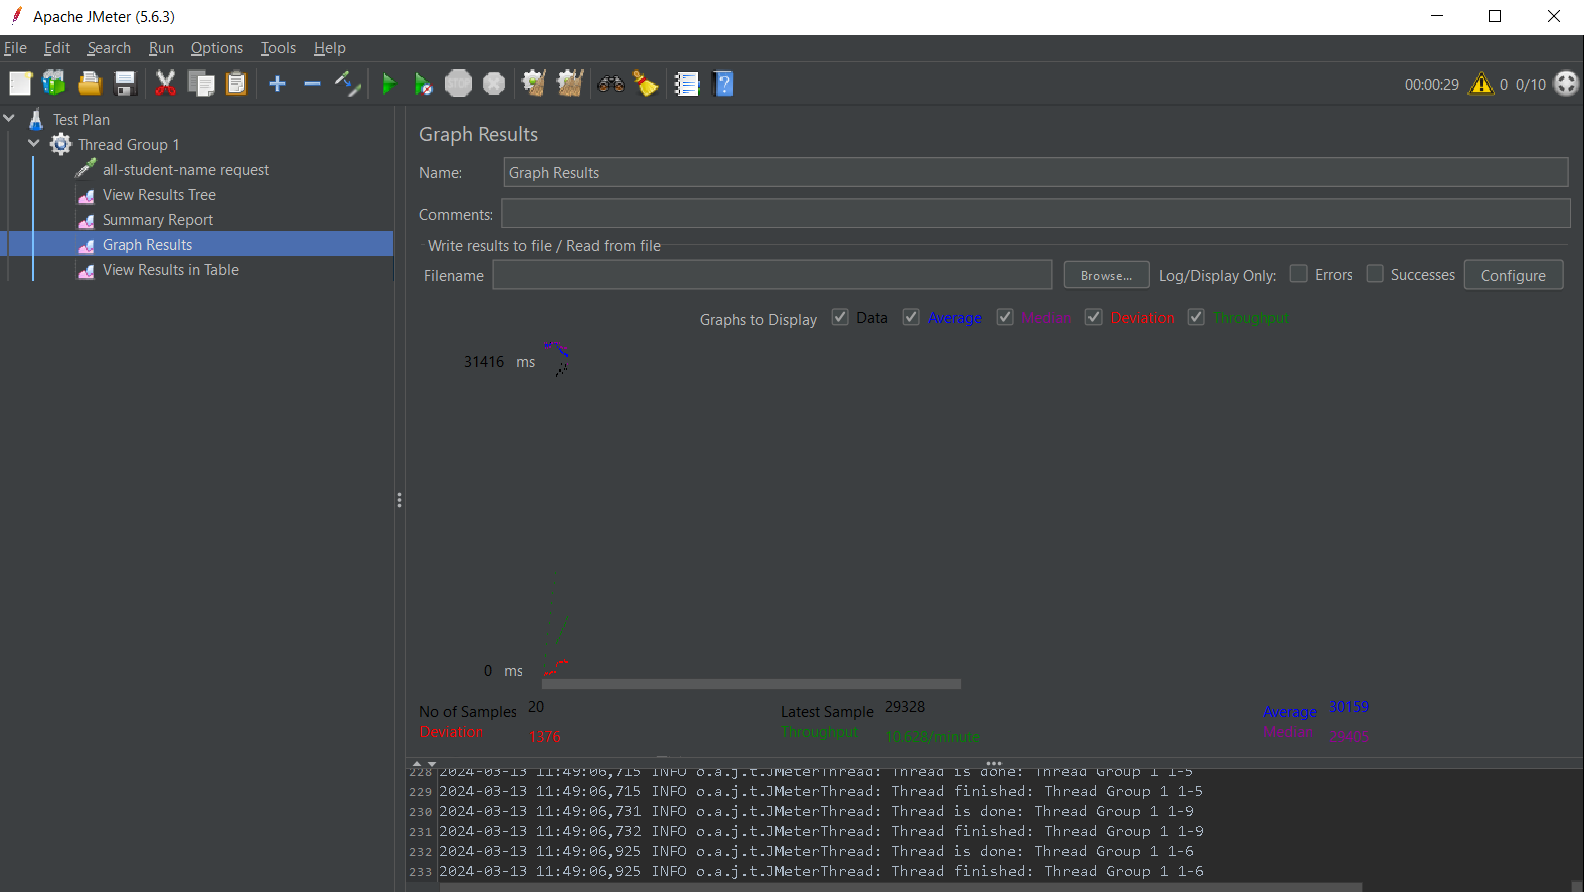 Apache JMeter (5.6.3)
File Edit Search Run Options Tools Help
STOP
00:00:29 0 0/10
Test Plan
Thread Group 1
all-student-name request
View Results Tree
Summary Report
Graph Results
View Results in Table
Graph Results
Name: Graph Results
Comments:
Write results to file / Read from file
Filename Browse... Log/Display Only: Errors Successes Configure
Graphs to Display Data Average Median Deviation Throughput
31416 ms
0 ms
No of Samples 20 Latest Sample 29328 Average 30159
Deviation 1376 Throughput 10.628/minute Median
228 2024-03-13 11:49:06,715 INFO o.a.j.t.JMeterThread: Thread is done: Thread Group 1 1-5
229 2024-03-13 11:49:06,715 INFO o.a.j.t.JMeterThread: Thread finished: Thread Group 1 1-5
230 2024-03-13 11:49:06,731 INFO o.a.j.t.JMeterThread: Thread is done: Thread Group 1 1-9
231 2024-03-13 11:49:06,732 INFO o.a.j.t.JMeterThread: Thread finished: Thread Group 1 1-9
232 2024-03-13 11:49:06,925 INFO o.a.j.t.JMeterThread: Thread is done: Thread Group 1 1-6
233 2024-03-13 11:49:06,925 INFO o.a.j.t.JMeterThread: Thread finished: Thread Group 1 1-6